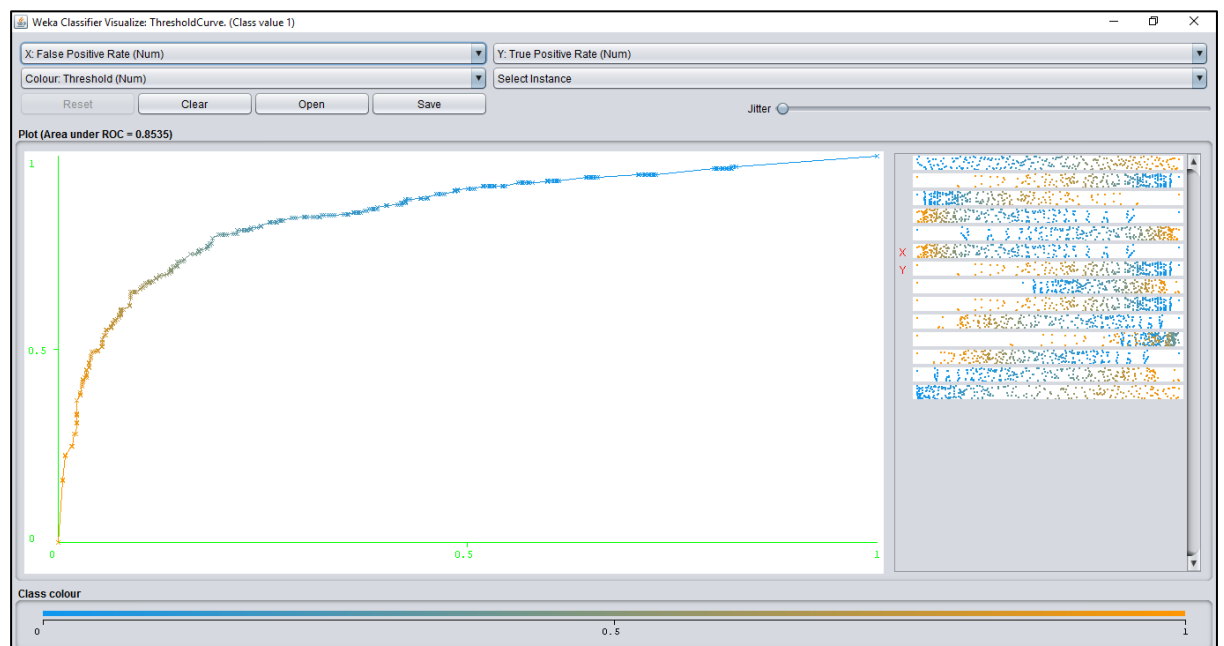 Weka Classifier Visualize: ThresholdCurve. (Class value 1)
X: False Positive Rate (Num) Y: True Positive Rate (Num)
Colour: Threshold (Num) Select Instance
Reset Clear Open Save Jitter
Plot (Area under ROC = 0.8535)
1
0.5
0
0 0.5 1
X
Y
Class colour
0 0.5 1